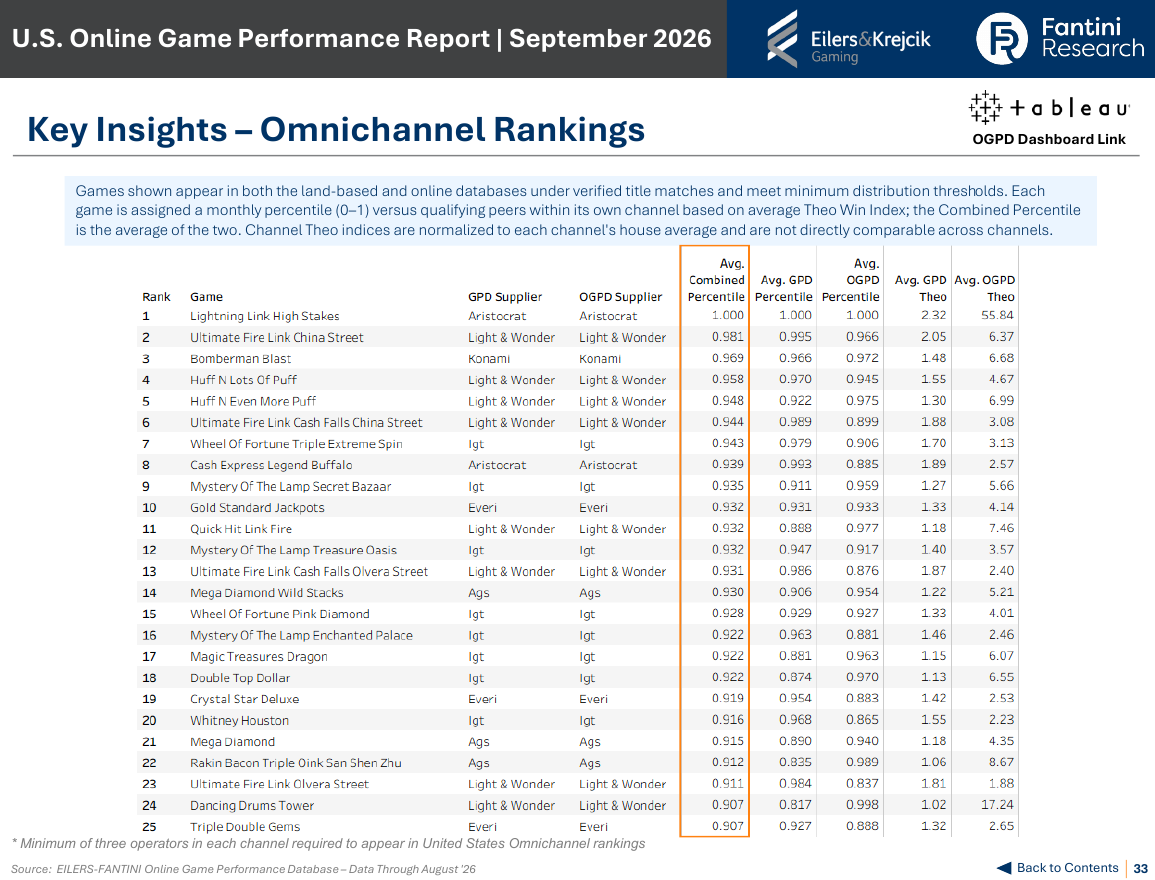 U.S. Online Game Performance Report | September 2026
Eilers&Krejcik
Gaming
Fantini
Research
Key Insights – Omnichannel Rankings
+ a b l e a u
OGPD Dashboard Link
Games shown appear in both the land-based and online databases under verified title matches and meet minimum distribution thresholds. Each
game is assigned a monthly percentile (0–1) versus qualifying peers within its own channel based on average Theo Win Index; the Combined Percentile
is the average of the two. Channel Theo indices are normalized to each channel's house average and are not directly comparable across channels.
Rank Game GPD Supplier OGPD Supplier Avg. Combined Percentile Avg. GPD Percentile Avg. OGPD Percentile Avg. GPD Theo Avg. OGPD Theo
1 Lightning Link High Stakes Aristocrat Aristocrat 1.000 1.000 1.000 2.32 55.84
2 Ultimate Fire Link China Street Light & Wonder Light & Wonder 0.981 0.995 0.966 2.05 6.37
3 Bomberman Blast Konami Konami 0.969 0.966 0.972 1.48 6.68
4 Huff N Lots Of Puff Light & Wonder Light & Wonder 0.958 0.970 0.945 1.55 4.67
5 Huff N Even More Puff Light & Wonder Light & Wonder 0.948 0.922 0.975 1.30 6.99
6 Ultimate Fire Link Cash Falls China Street Light & Wonder Light & Wonder 0.944 0.989 0.899 1.88 3.08
7 Wheel Of Fortune Triple Extreme Spin Igt Igt 0.943 0.979 0.906 1.70 3.13
8 Cash Express Legend Buffalo Aristocrat Aristocrat 0.939 0.993 0.885 1.89 2.57
9 Mystery Of The Lamp Secret Bazaar Igt Igt 0.935 0.911 0.959 1.27 5.66
10 Gold Standard Jackpots Everi Everi 0.932 0.931 0.933 1.33 4.14
11 Quick Hit Link Fire Light & Wonder Light & Wonder 0.932 0.888 0.977 1.18 7.46
12 Mystery Of The Lamp Treasure Oasis Igt Igt 0.932 0.947 0.917 1.40 3.57
13 Ultimate Fire Link Cash Falls Olvera Street Light & Wonder Light & Wonder 0.931 0.986 0.876 1.87 2.40
14 Mega Diamond Wild Stacks Ags Ags 0.930 0.906 0.954 1.22 5.21
15 Wheel Of Fortune Pink Diamond Igt Igt 0.928 0.929 0.927 1.33 4.01
16 Mystery Of The Lamp Enchanted Palace Igt Igt 0.922 0.963 0.881 1.46 2.46
17 Magic Treasures Dragon Igt Igt 0.922 0.881 0.963 1.15 6.07
18 Double Top Dollar Igt Igt 0.922 0.874 0.970 1.13 6.55
19 Crystal Star Deluxe Everi Everi 0.919 0.954 0.883 1.42 2.53
20 Whitney Houston Igt Igt 0.916 0.968 0.865 1.55 2.23
21 Mega Diamond Ags Ags 0.915 0.890 0.940 1.18 4.35
22 Rakin Bacon Triple Oink San Shen Zhu Ags Ags 0.912 0.835 0.989 1.06 8.67
23 Ultimate Fire Link Olvera Street Light & Wonder Light & Wonder 0.911 0.984 0.837 1.81 1.88
24 Dancing Drums Tower Light & Wonder Light & Wonder 0.907 0.817 0.998 1.02 17.24
25 Triple Double Gems Everi Everi 0.907 0.927 0.888 1.32 2.65
* Minimum of three operators in each channel required to appear in United States Omnichannel rankings
Source: EILERS-FANTINI Online Game Performance Database – Data Through August '26
Back to Contents 33